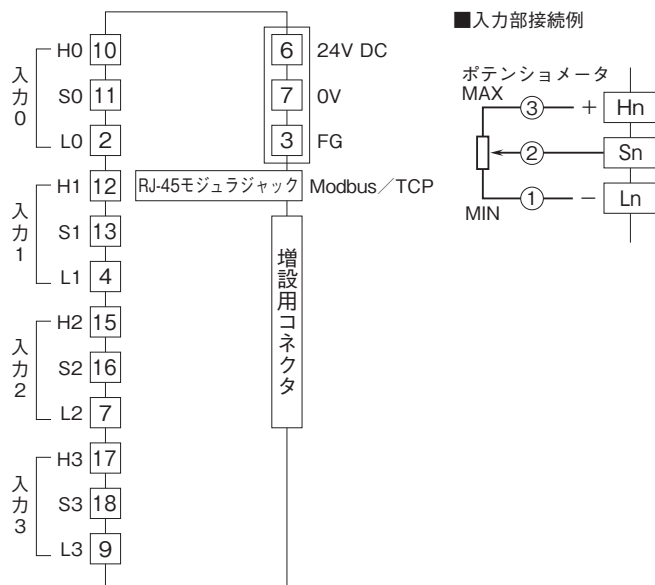 入力0
H0 10
S0 11
L0 2
入力1
H1 12
S1 13
L1 4
入力2
H2 15
S2 16
L2 7
入力3
H3 17
S3 18
L3 9
6 24V DC
7 0V
3 FG
RJ-45モジュラジャック Modbus／TCP
増設用コネクタ
■入力部接続例
ポテンショメータ
MAX
③ + Hn
② Sn
① − Ln
MIN